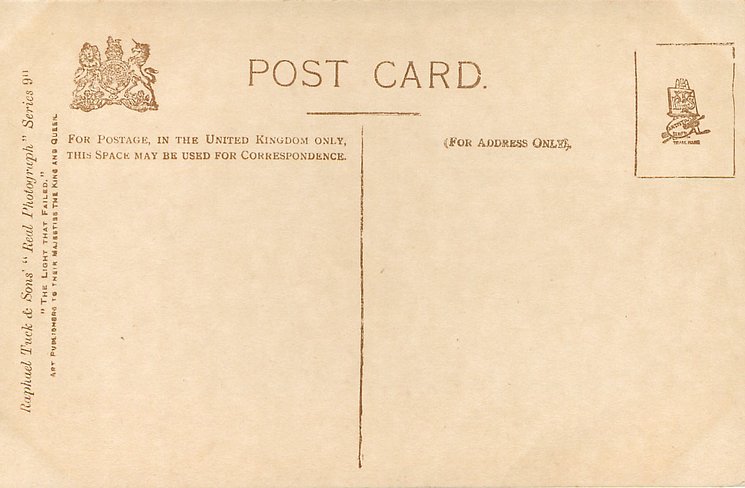 POST CARD.
FOR POSTAGE, IN THE UNITED KINGDOM ONLY,
THIS SPACE MAY BE USED FOR CORRESPONDENCE.
(FOR ADDRESS ONLY).
TRADE MARK
Raphael Tuck & Sons' "Real Photograph" Series 911
"THE LIGHT THAT FAILED."
ART PUBLISHERS TO THEIR MAJESTIES THE KING AND QUEEN.